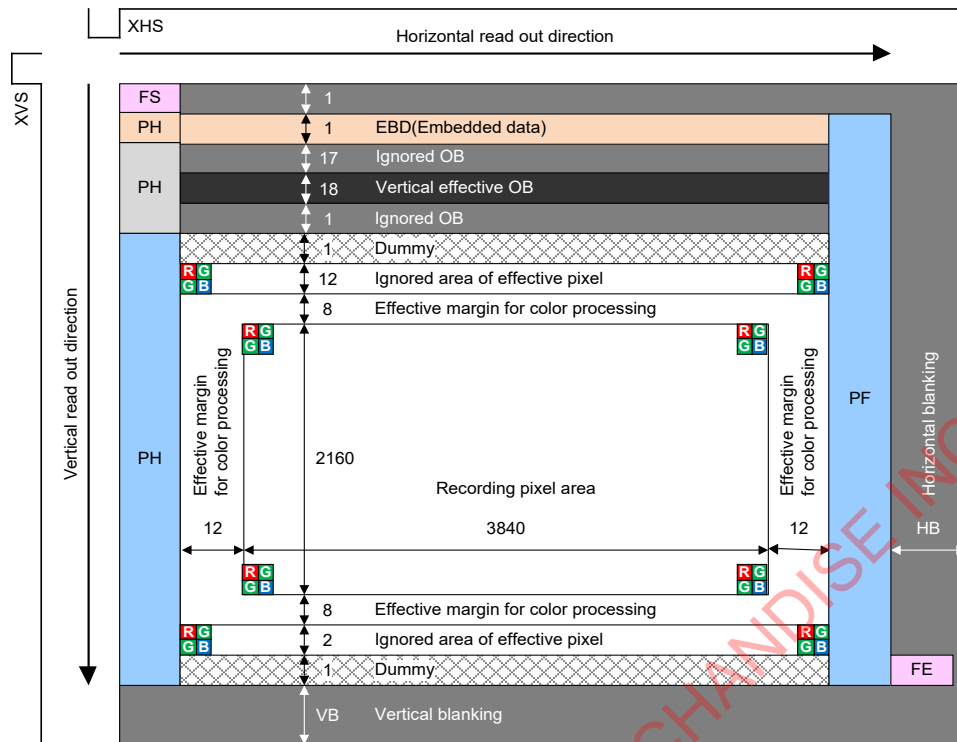 XHS
Horizontal read out direction
XVS
FS
1
PH
1
EBD(Embedded data)
17
Ignored OB
PH
18
Vertical effective OB
1
Ignored OB
1
Dummy
R G
R G
12
Ignored area of effective pixel
G B
G B
8
Effective margin for color processing
R G
R G
G B
G B
Vertical read out direction
PH
Effective margin
for color processing
2160
Recording pixel area
Effective margin
for color processing
PF
Horizontal blanking
12
3840
12
HB
R G
R G
G B
G B
8
Effective margin for color processing
R G
R G
2
Ignored area of effective pixel
G B
G B
1
Dummy
FE
VB
Vertical blanking
CHANDISE INC